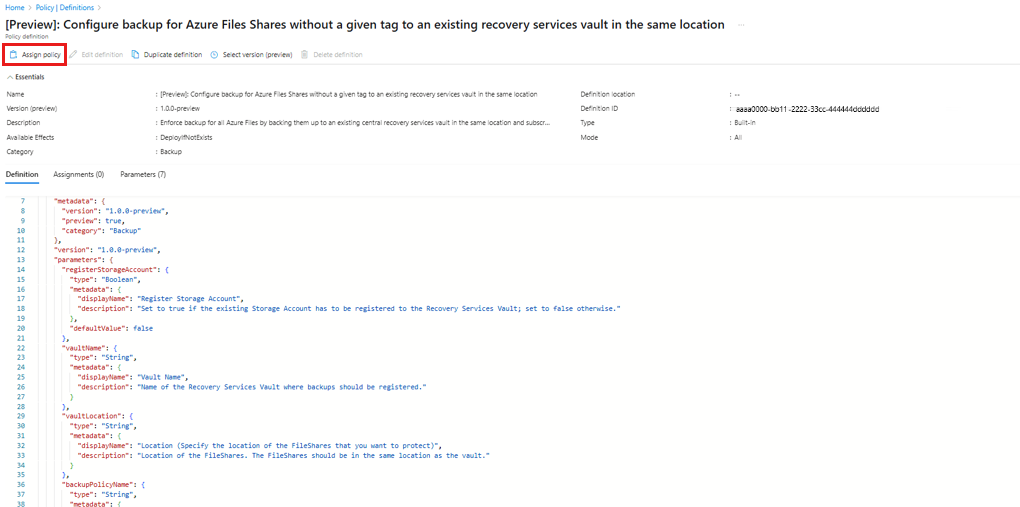 Home > Policy | Definitions >
[Preview]: Configure backup for Azure Files Shares without a given tag to an existing recovery services vault in the same location ...
Policy definition
Assign policy Edit definition Duplicate definition Select version (preview) Delete definition
Essentials
Name : [Preview]: Configure backup for Azure Files Shares without a given tag to an existing recovery services vault in the same location Definition location : --
Version (preview) : 1.0.0-preview Definition ID : aaaa0000-bb11-2222-33cc-444444dddddd
Description : Enforce backup for all Azure Files by backing them up to an existing central recovery services vault in the same location and subscr... Type : Built-in
Available Effects : DeployIfNotExists Mode : All
Category : Backup
Definition Assignments (0) Parameters (7)
7 "metadata": {
8 "version": "1.0.0-preview",
9 "preview": true,
10 "category": "Backup"
11 },
12 "version": "1.0.0-preview",
13 "parameters": {
14 "registerStorageAccount": {
15 "type": "Boolean",
16 "metadata": {
17 "displayName": "Register Storage Account",
18 "description": "Set to true if the existing Storage Account has to be registered to the Recovery Services Vault; set to false otherwise."
19 },
20 "defaultValue": false
21 },
22 "vaultName": {
23 "type": "String",
24 "metadata": {
25 "displayName": "Vault Name",
26 "description": "Name of the Recovery Services Vault where backups should be registered."
27 }
28 },
29 "vaultLocation": {
30 "type": "String",
31 "metadata": {
32 "displayName": "Location (Specify the location of the FileShares that you want to protect)",
33 "description": "Location of the FileShares. The FileShares should be in the same location as the vault."
34 }
35 },
36 "backupPolicyName": {
37 "type": "String",
38 "metadata": {